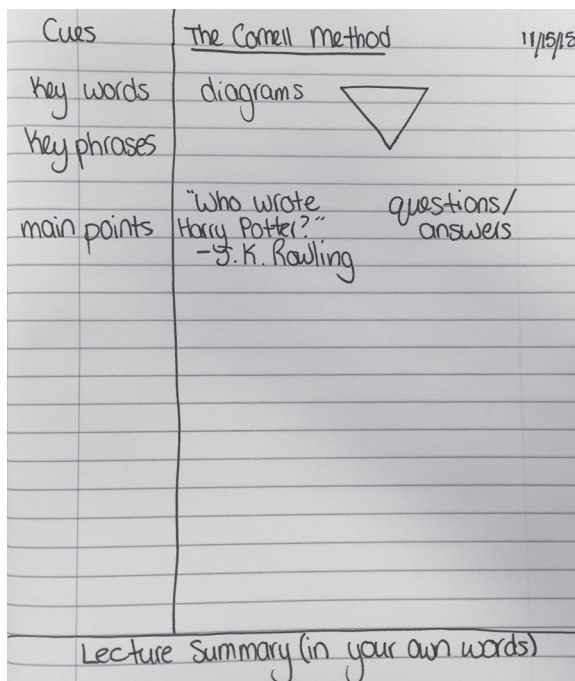 Cues
The Cornell Method
11/15/15
Key words
diagrams
Key phrases
"Who wrote
questions/
main points
Harry Potter?"
answers
-J.K. Rowling
Lecture Summary (in your own words)